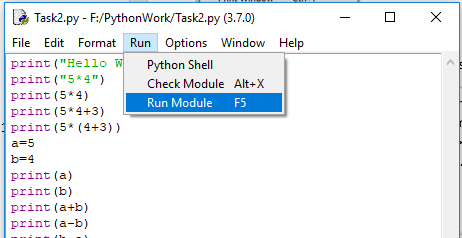 Task2.py - F:/PythonWork/Task2.py (3.7.0)
File Edit Format Run Options Window Help
print("Hello
Python Shell
print("5*4")
Check Module Alt+X
print(5*4)
Run Module F5
print(5*4+3)
print(5*(4+3))
a=5
b=4
print(a)
print(b)
print(a+b)
print(a-b)